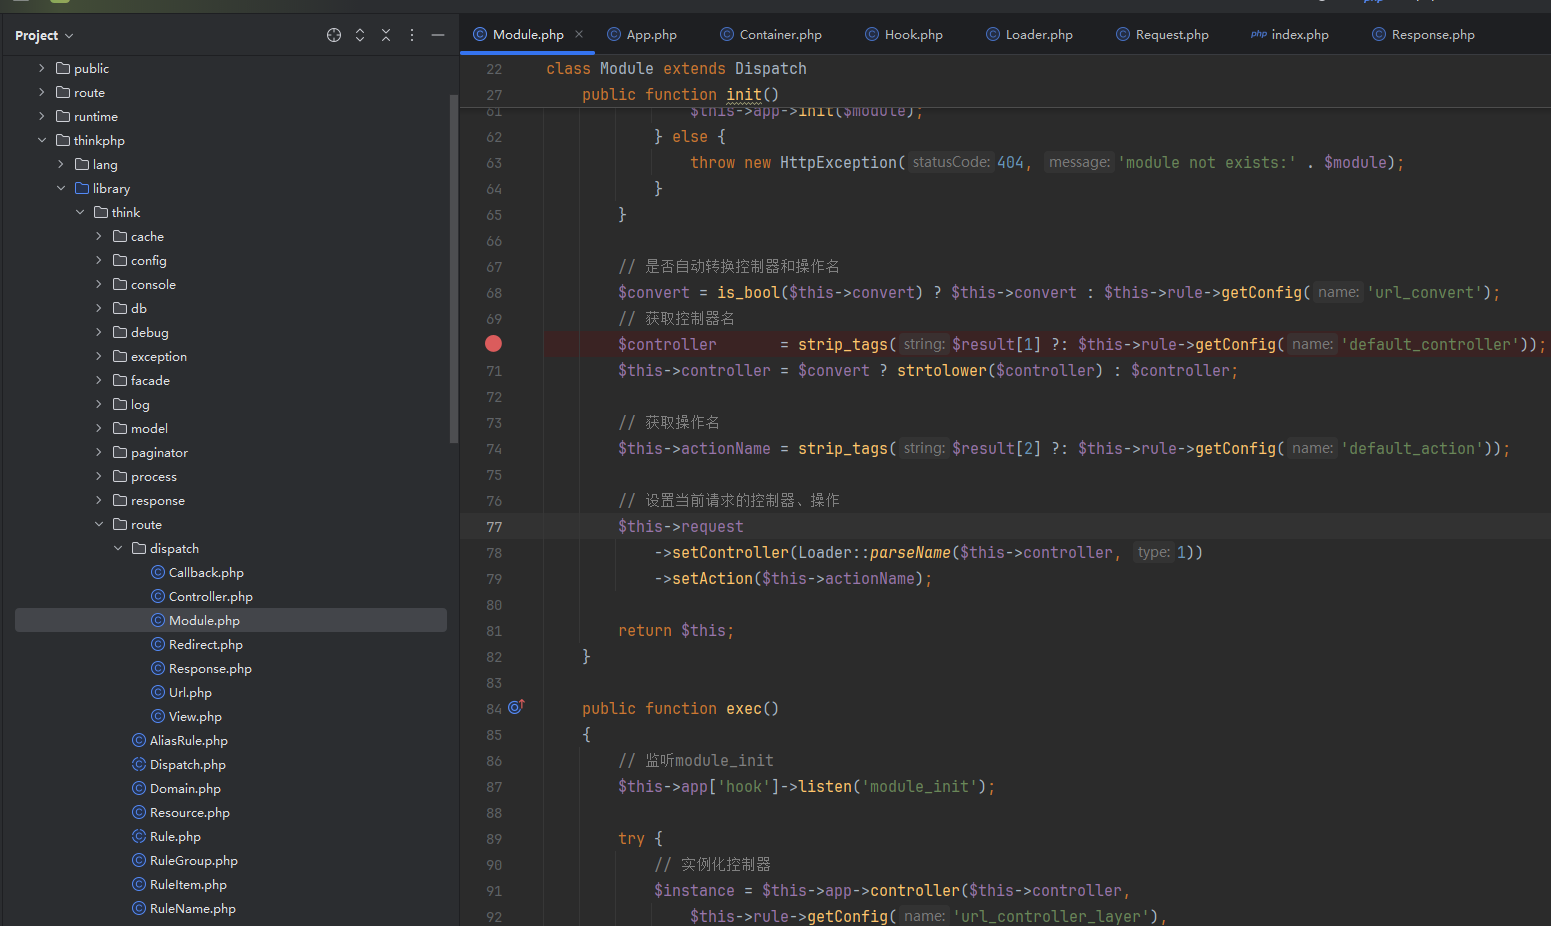 Project
Module.php
App.php
Container.php
Hook.php
Loader.php
Request.php
php index.php
Response.php
public
route
runtime
thinkphp
lang
library
think
cache
config
console
db
debug
exception
facade
log
model
paginator
process
response
route
dispatch
Callback.php
Controller.php
Module.php
Redirect.php
Response.php
Url.php
View.php
AliasRule.php
Dispatch.php
Domain.php
Resource.php
Rule.php
RuleGroup.php
RuleItem.php
RuleName.php
22 class Module extends Dispatch
27 public function init()
61 $this->app->init($module);
62 } else {
63 throw new HttpException( statusCode: 404, message: 'module not exists:' . $module);
64 }
65 }
66
67 // 是否自动转换控制器和操作名
68 $convert = is_bool($this->convert) ? $this->convert : $this->rule->getConfig( name: 'url_convert');
69 // 获取控制器名
$controller = strip_tags( string: $result[1] ?: $this->rule->getConfig( name: 'default_controller'));
71 $this->controller = $convert ? strtolower($controller) : $controller;
72
73 // 获取操作名
74 $this->actionName = strip_tags( string: $result[2] ?: $this->rule->getConfig( name: 'default_action'));
75
76 // 设置当前请求的控制器、操作
77 $this->request
78 ->setController(Loader::parseName($this->controller, type: 1))
79 ->setAction($this->actionName);
80
81 return $this;
82 }
83
84 public function exec()
85 {
86 // 监听module_init
87 $this->app['hook']->listen('module_init');
88
89 try {
90 // 实例化控制器
91 $instance = $this->app->controller($this->controller,
92 $this->rule->getConfig( name: 'url_controller_layer'),